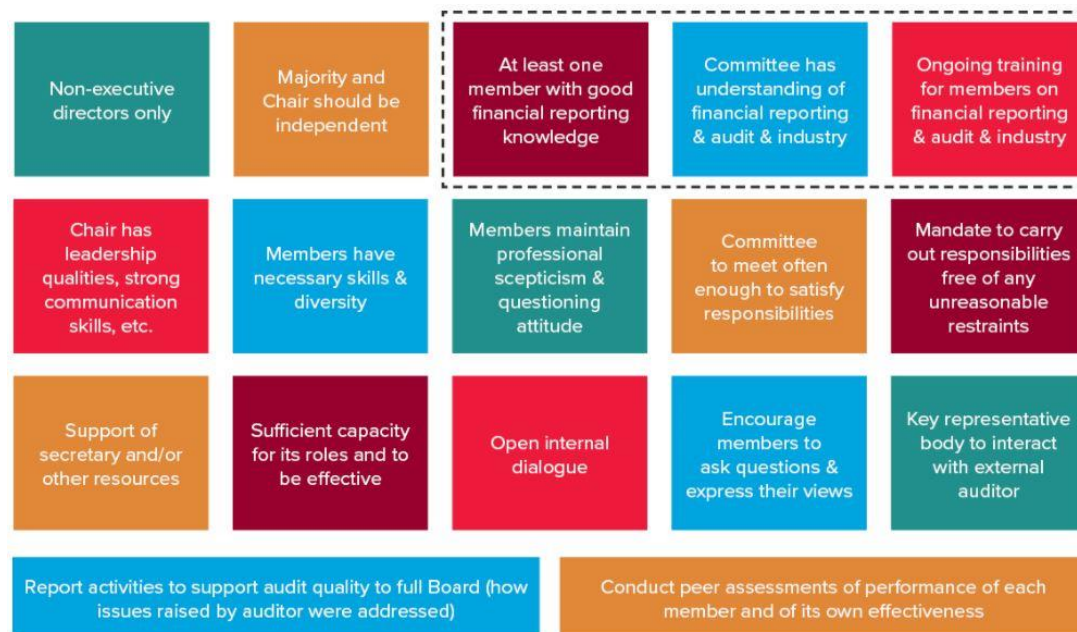 Non-executive
directors only
Majority and
Chair should be
independent
At least one
member with good
financial reporting
knowledge
Committee has
understanding of
financial reporting
& audit & industry
Ongoing training
for members on
financial reporting
& audit & industry
Chair has
leadership
qualities, strong
communication
skills, etc.
Members have
necessary skills &
diversity
Members maintain
professional
scepticism &
questioning
attitude
Committee
to meet often
enough to satisfy
responsibilities
Mandate to carry
out responsibilities
free of any
unreasonable
restraints
Support of
secretary and/or
other resources
Sufficient capacity
for its roles and to
be effective
Open internal
dialogue
Encourage
members to
ask questions &
express their views
Key representative
body to interact
with external
auditor
Report activities to support audit quality to full Board (how
issues raised by auditor were addressed)
Conduct peer assessments of performance of each
member and of its own effectiveness